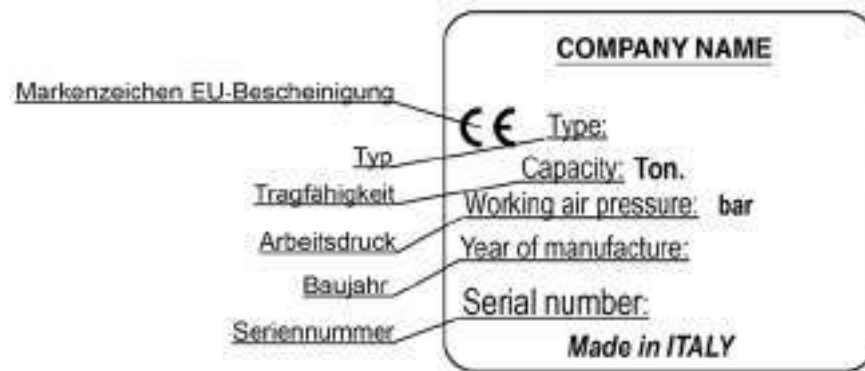 COMPANY NAME
Markenzeichen EU-Bescheinigung
CE Type:
Typ
Capacity: Ton.
Tragfähigkeit
Working air pressure: bar
Arbeitsdruck
Year of manufacture:
Baujahr
Serial number:
Seriennummer
Made in ITALY